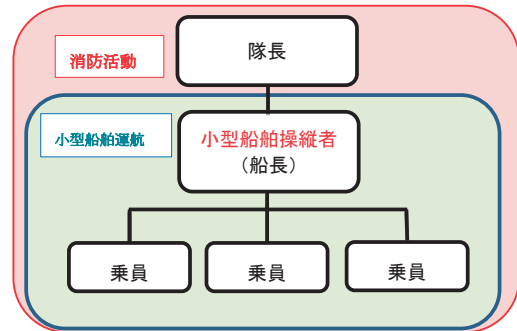 消防活動
隊長
小型船舶運航
小型船舶操縦者
（船長）
乗員
乗員
乗員